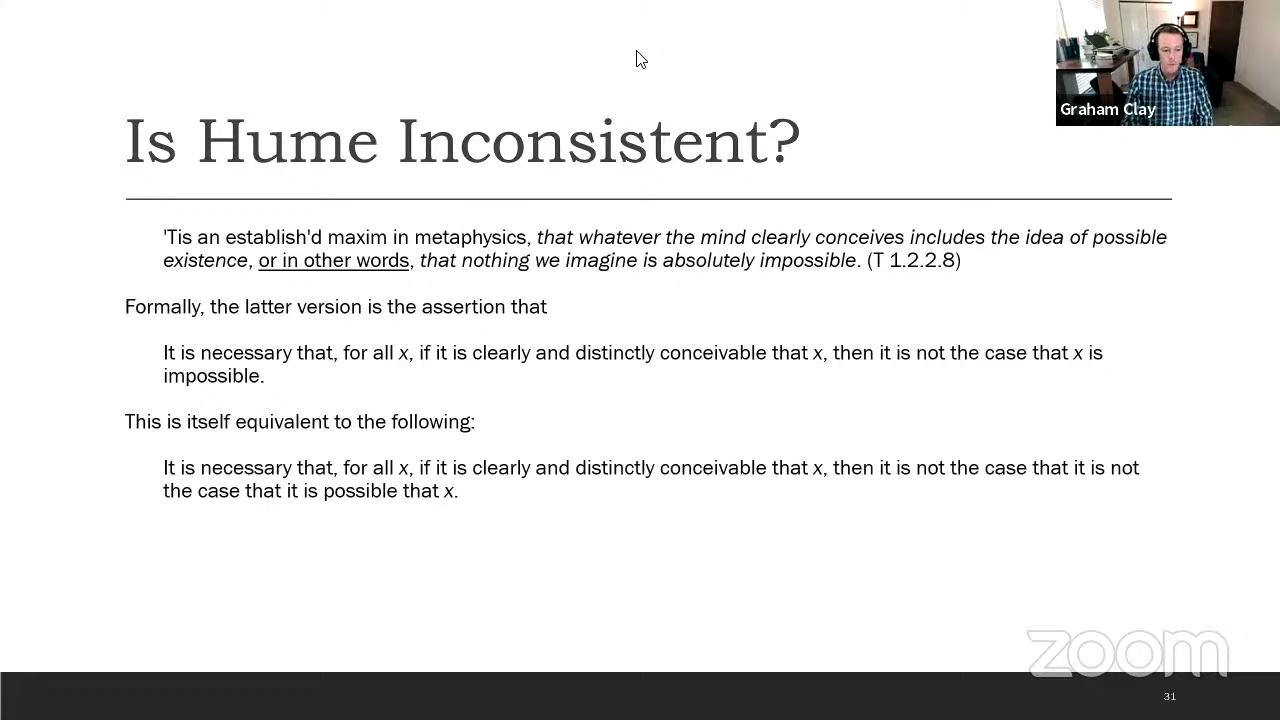 Graham Clay
Is Hume Inconsistent?
'Tis an establish'd maxim in metaphysics, that whatever the mind clearly conceives includes the idea of possible
existence, or in other words, that nothing we imagine is absolutely impossible. (T 1.2.2.8)
Formally, the latter version is the assertion that
It is necessary that, for all x, if it is clearly and distinctly conceivable that x, then it is not the case that x is
impossible.
This is itself equivalent to the following:
It is necessary that, for all x, if it is clearly and distinctly conceivable that x, then it is not the case that it is not
the case that it is possible that x.
zoom
31